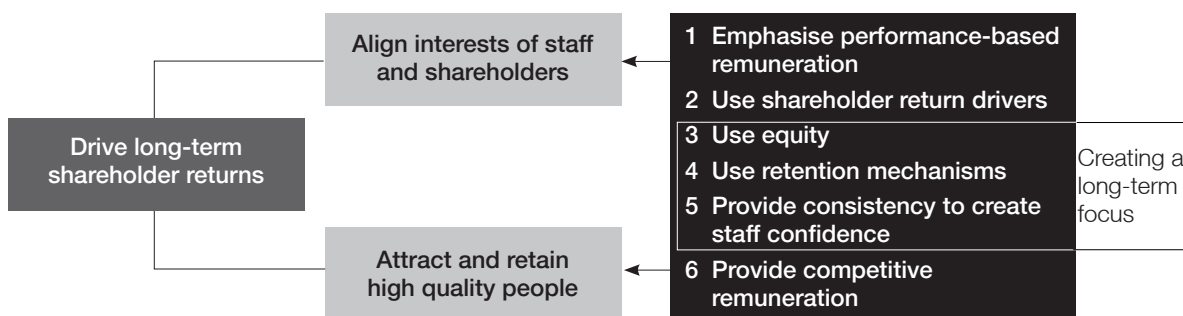 Drive long-term
shareholder returns
Align interests of staff
and shareholders
Attract and retain
high quality people
1 Emphasise performance-based
remuneration
2 Use shareholder return drivers
3 Use equity
4 Use retention mechanisms
5 Provide consistency to create
staff confidence
6 Provide competitive
remuneration
Creating a
long-term
focus